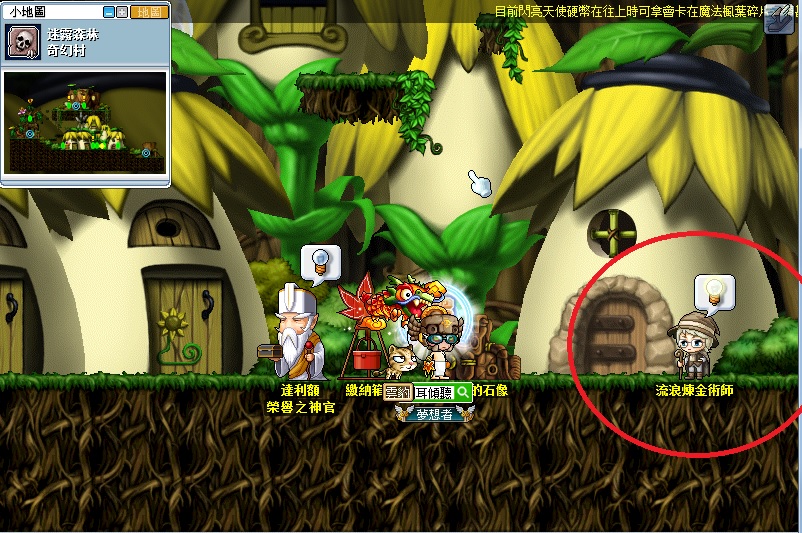 小地圖
地圖
目前閃亮天使硬幣在往上時可拿會卡在魔法楓葉碎片
迷霧森林
奇幻村
達利額
榮譽之神官
繳納箱
的石像
耳傾聽
夢想者
流浪煉金術師